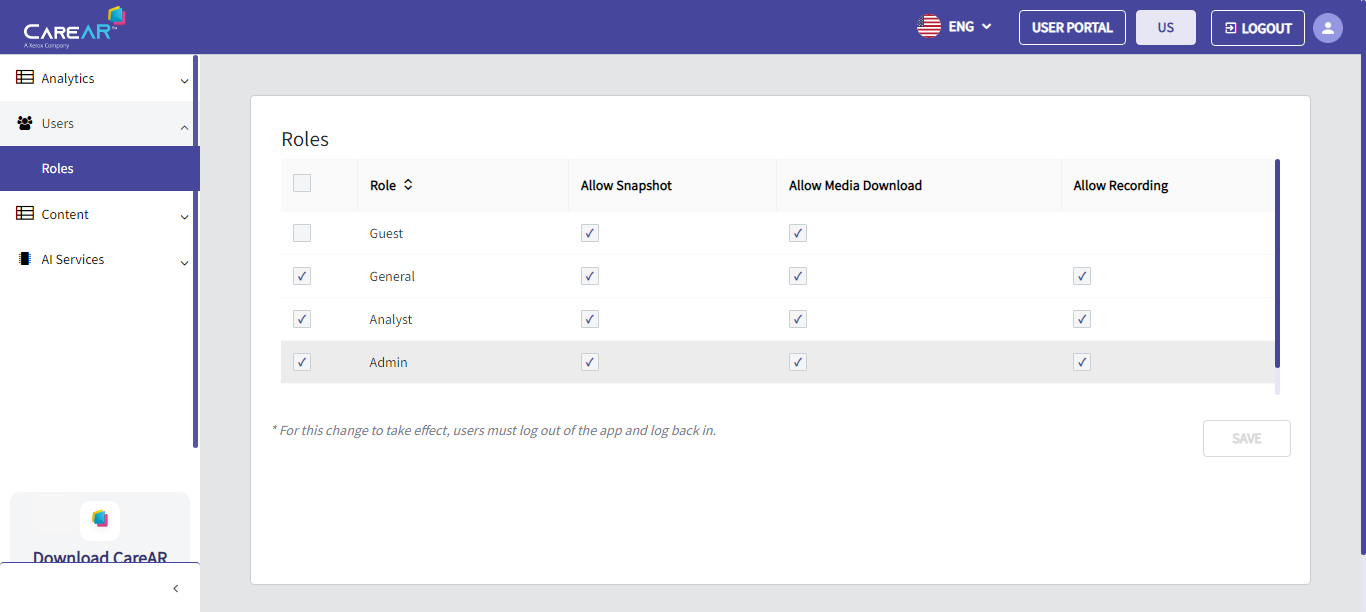 CAREAR™
A Xerox Company
ENG
USER PORTAL
US
LOGOUT
Analytics
Users
Roles
Content
AI Services
Download CareAR
Roles
Role Allow Snapshot Allow Media Download Allow Recording
Guest
General
Analyst
Admin
* For this change to take effect, users must log out of the app and log back in.
SAVE